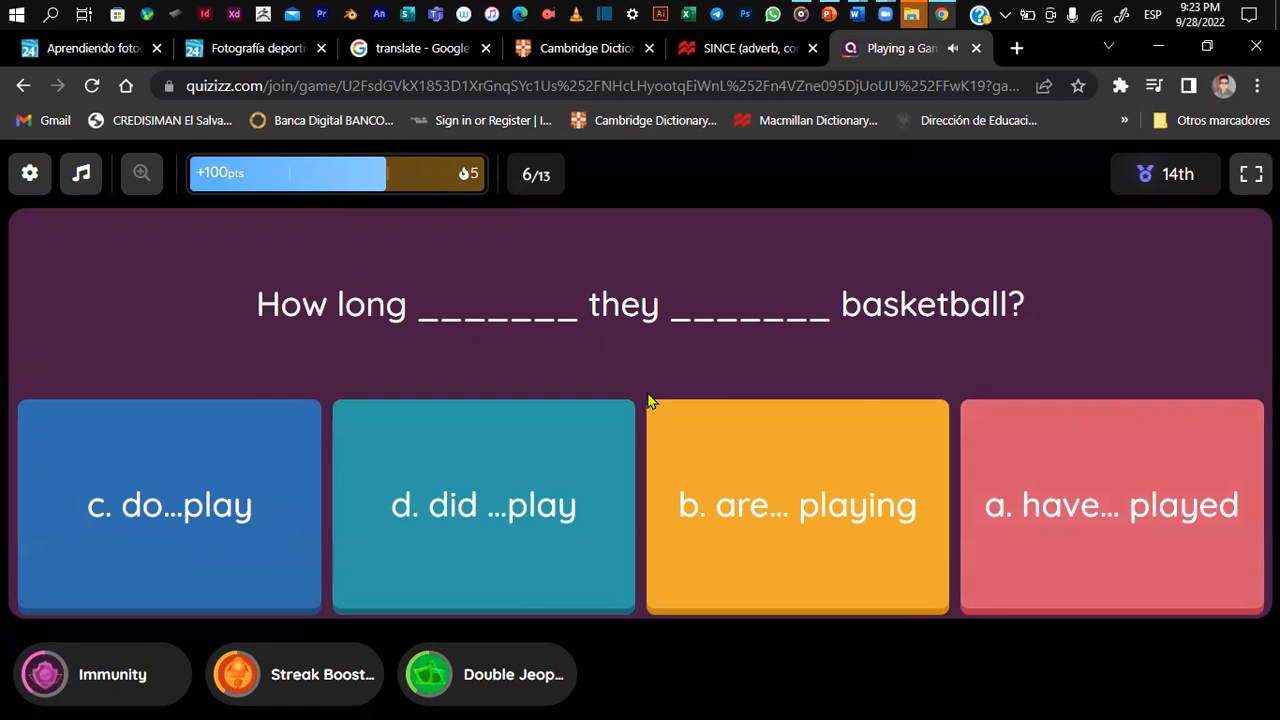 ESP
9:23 PM
9/28/2022
Aprendiendo foto
Fotografía deporti
translate - Google
Cambridge Dictior
SINCE (adverb, co
Playing a Gan
quizizz.com/join/game/U2FsdGVkX1853D1XrGnqSYc1Us%252FNHcLHyootqEiWnL%252Fn4VZne095DjUoUU%252FFwK19?ga...
Gmail
CREDISIMAN El Salva...
Banca Digital BANCO...
Sign in or Register | I...
Cambridge Dictionary...
Macmillan Dictionary...
Dirección de Educaci...
»
Otros marcadores
+100pts
5
6/13
14th
How long _______ they _______ basketball?
c. do...play
d. did ...play
b. are... playing
a. have... played
Immunity
Streak Boost...
Double Jeop...